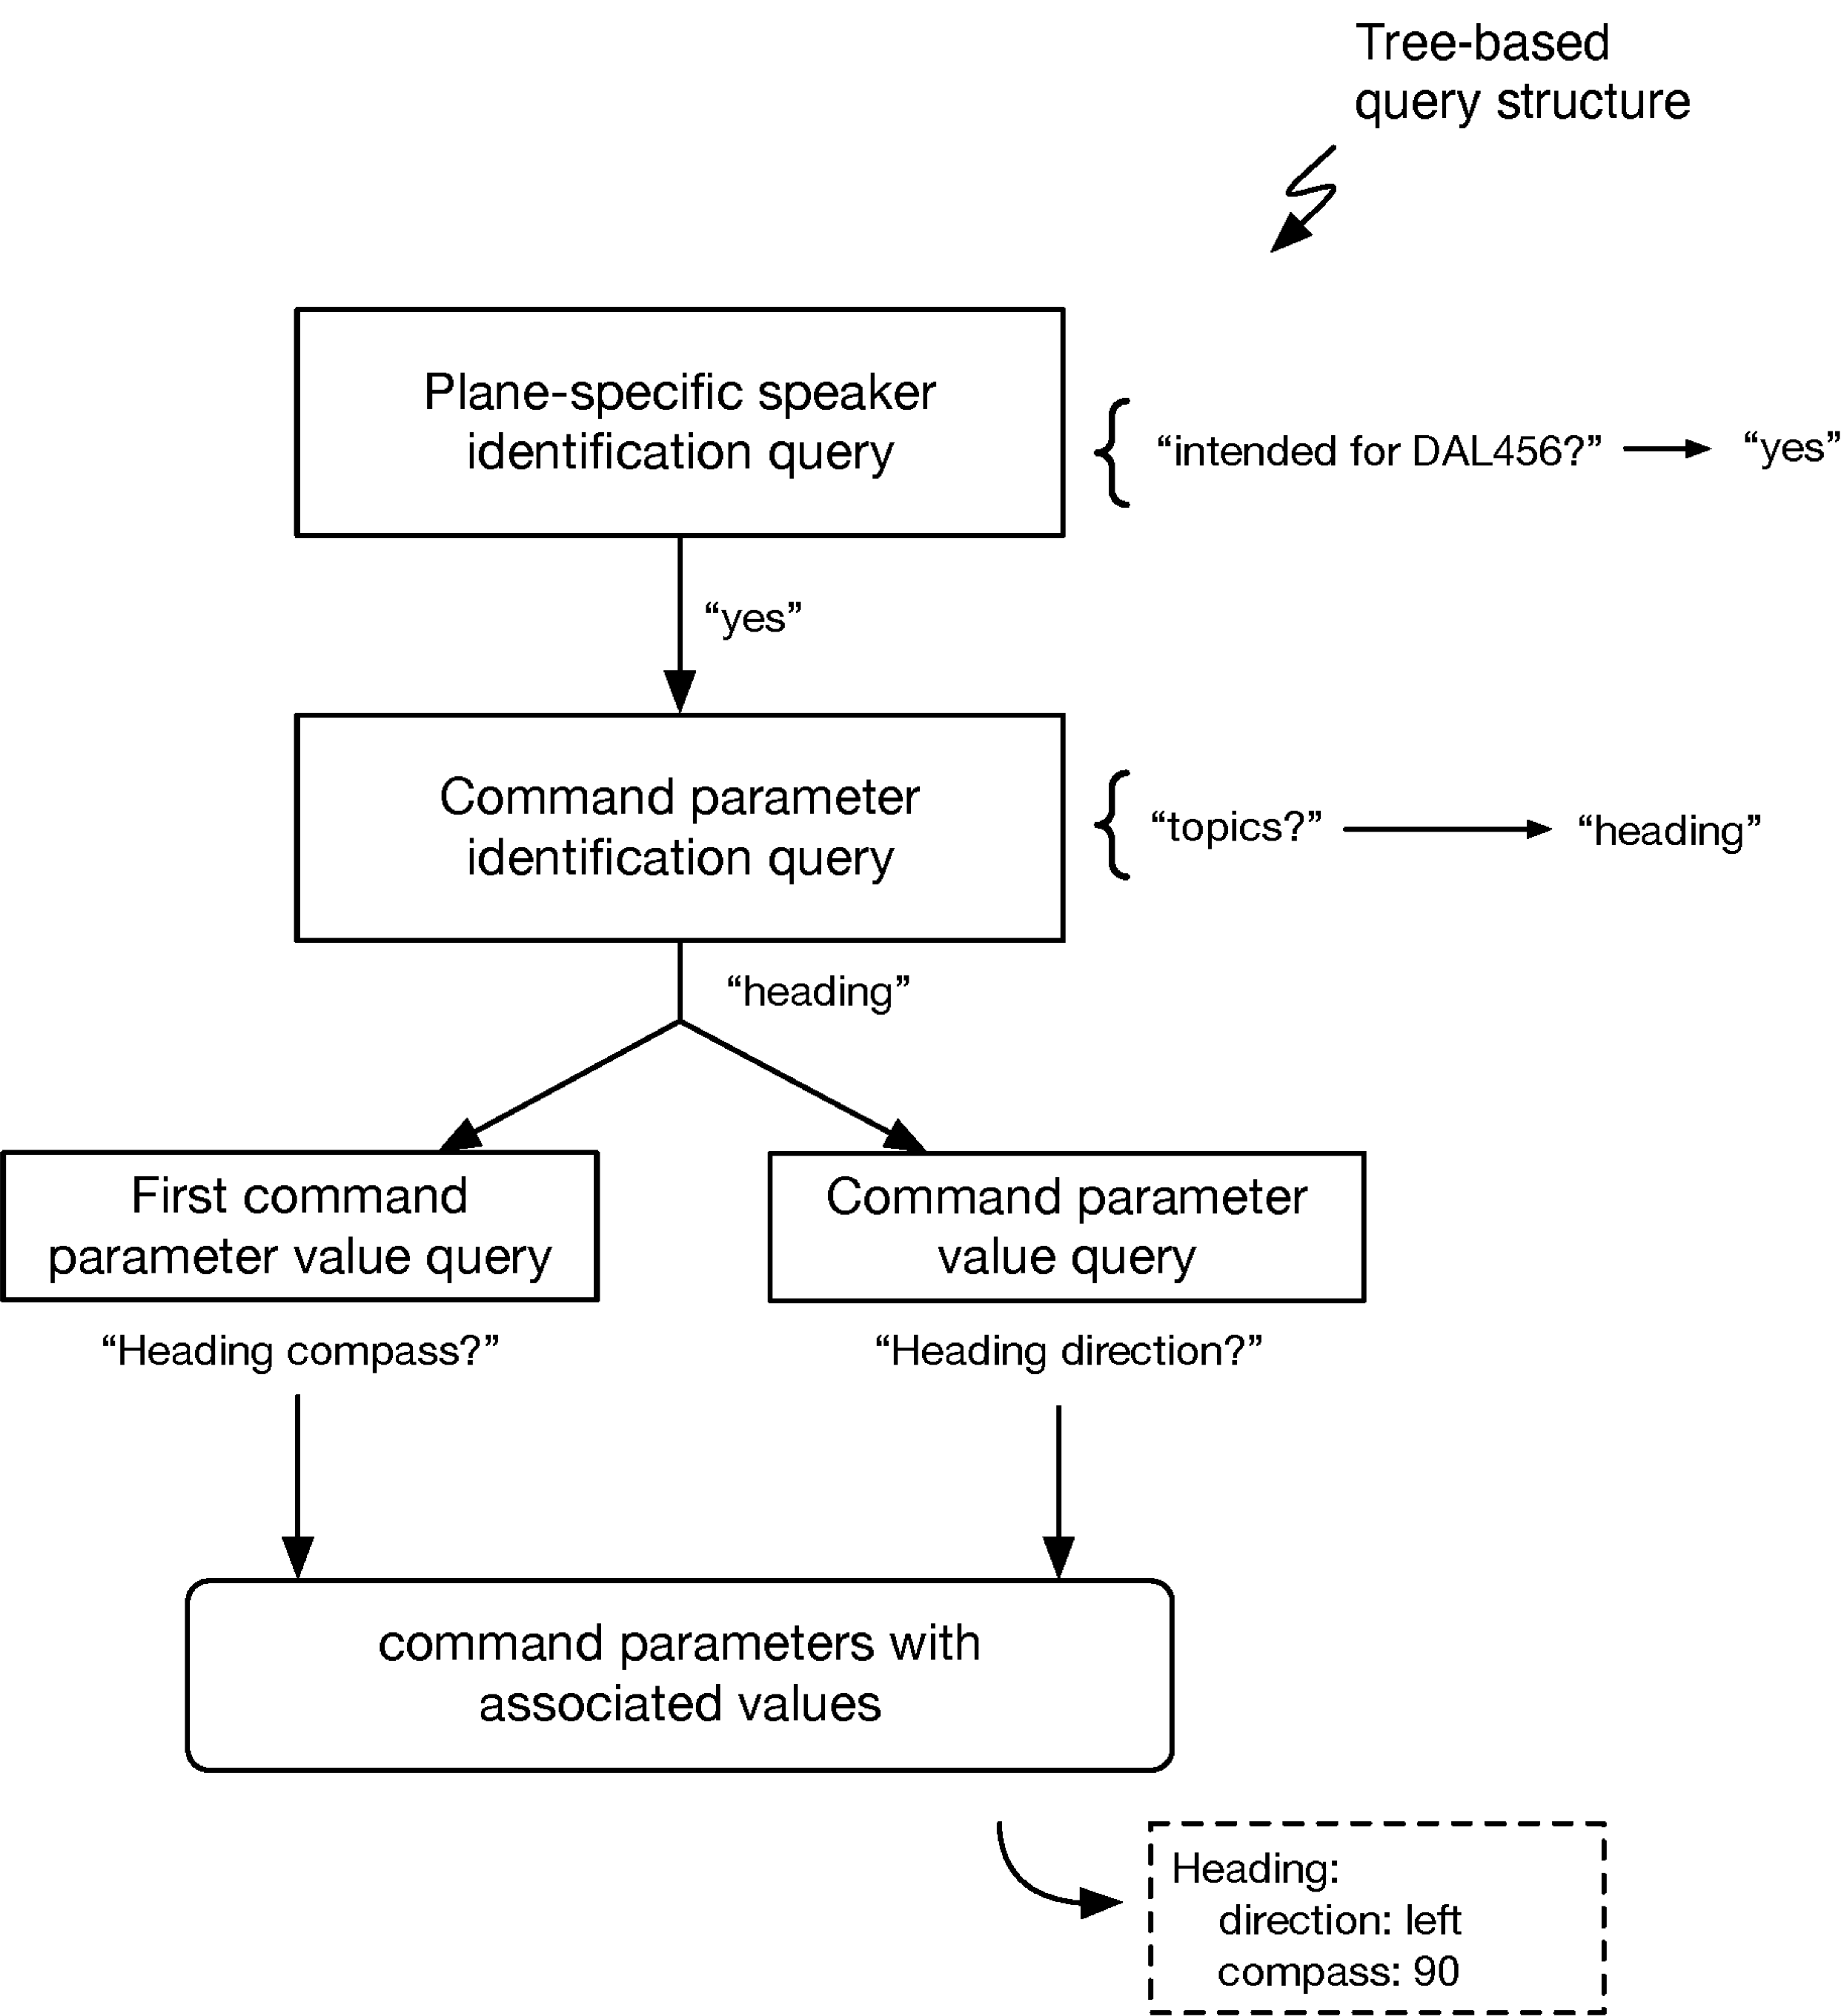 Tree-based
query structure
Plane-specific speaker
identification query
“intended for DAL456?”
“yes”
“yes”
Command parameter
identification query
“topics?”
“heading”
“heading”
First command
parameter value query
Command parameter
value query
“Heading compass?”
“Heading direction?”
command parameters with
associated values
Heading:
direction: left
compass: 90